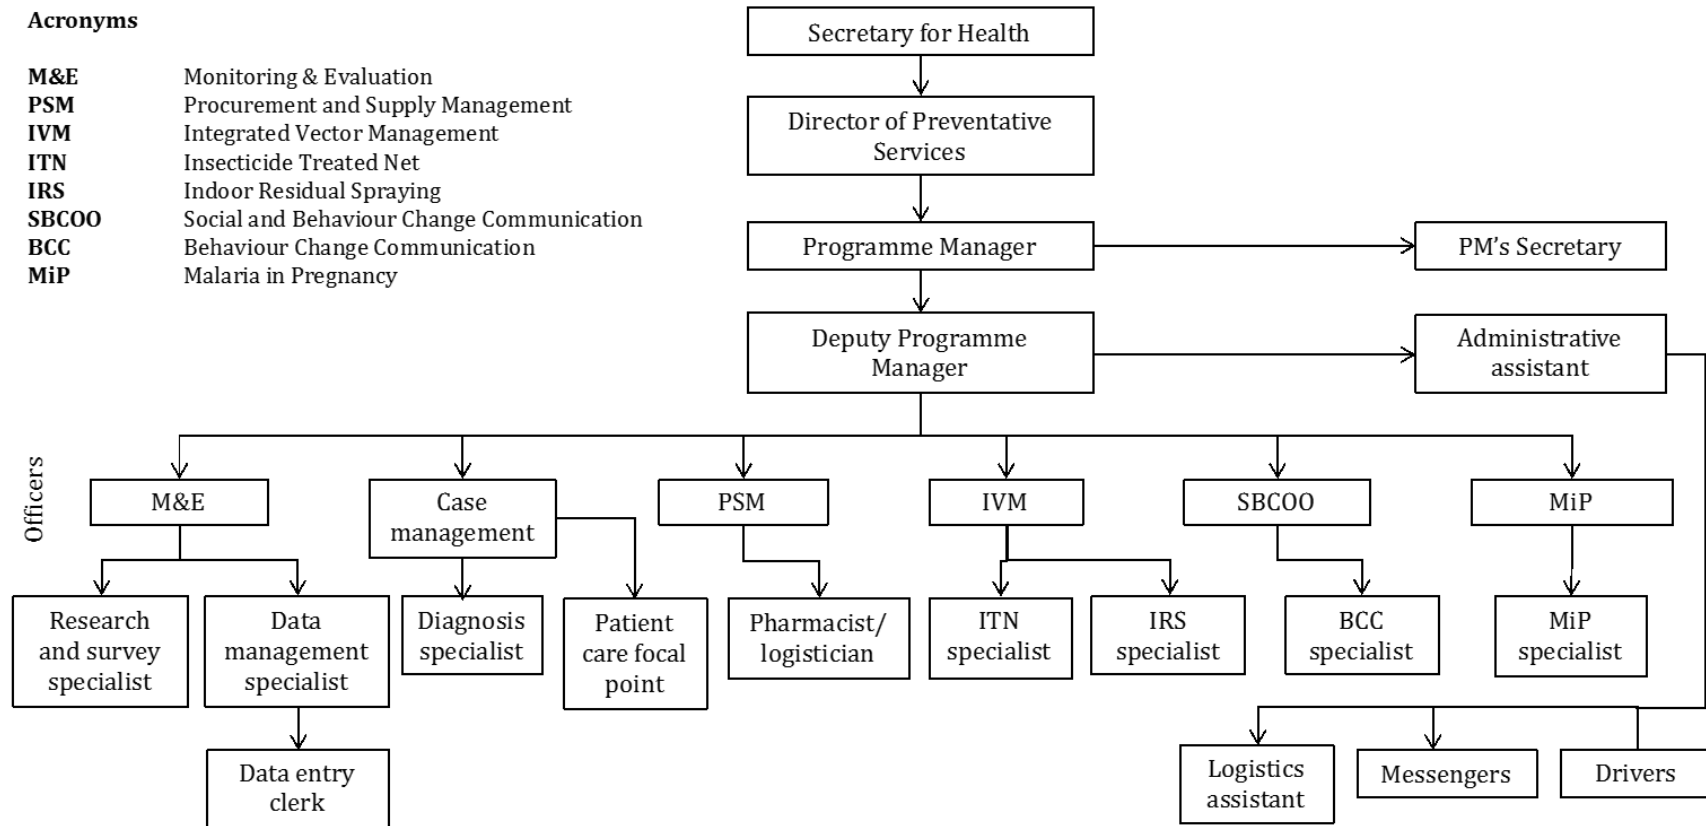 Acronyms
M&E Monitoring & Evaluation
PSM Procurement and Supply Management
IVM Integrated Vector Management
ITN Insecticide Treated Net
IRS Indoor Residual Spraying
SBCOO Social and Behaviour Change Communication
BCC Behaviour Change Communication
MiP Malaria in Pregnancy
Secretary for Health
Director of Preventative
Services
Programme Manager
PM’s Secretary
Deputy Programme
Manager
Administrative
assistant
Officers
M&E
Case
management
PSM
IVM
SBCOO
MiP
Research
and survey
specialist
Data
management
specialist
Diagnosis
specialist
Patient
care focal
point
Pharmacist/
logistician
ITN
specialist
IRS
specialist
BCC
specialist
MiP
specialist
Data entry
clerk
Logistics
assistant
Messengers
Drivers